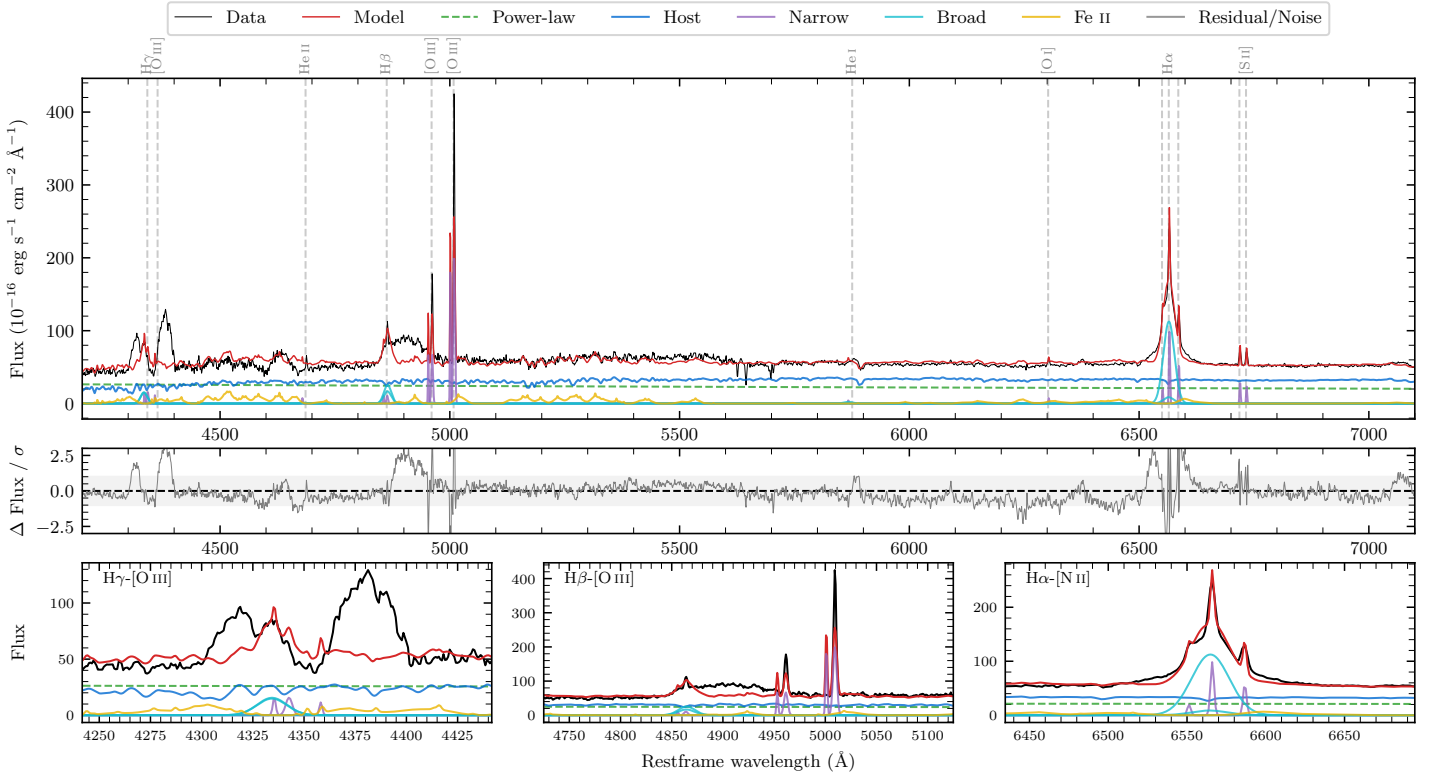 Data Model Power-law Host Narrow Broad Fe II Residual/Noise
Hγ [O III] He II Hβ [O III] [O III] He I [O I] Hα [S II]
Flux (10⁻¹⁶ erg s⁻¹ cm⁻² Å⁻¹)
400
300
200
100
0
4500 5000 5500 6000 6500 7000
Δ Flux / σ
2.5
0.0
−2.5
4500 5000 5500 6000 6500 7000
Flux
Hγ-[O III]
100
50
0
4250 4275 4300 4325 4350 4375 4400 4425
Hβ-[O III]
400
300
200
100
0
4750 4800 4850 4900 4950 5000 5050 5100
Hα-[N II]
200
100
0
6450 6500 6550 6600 6650
Restframe wavelength (Å)